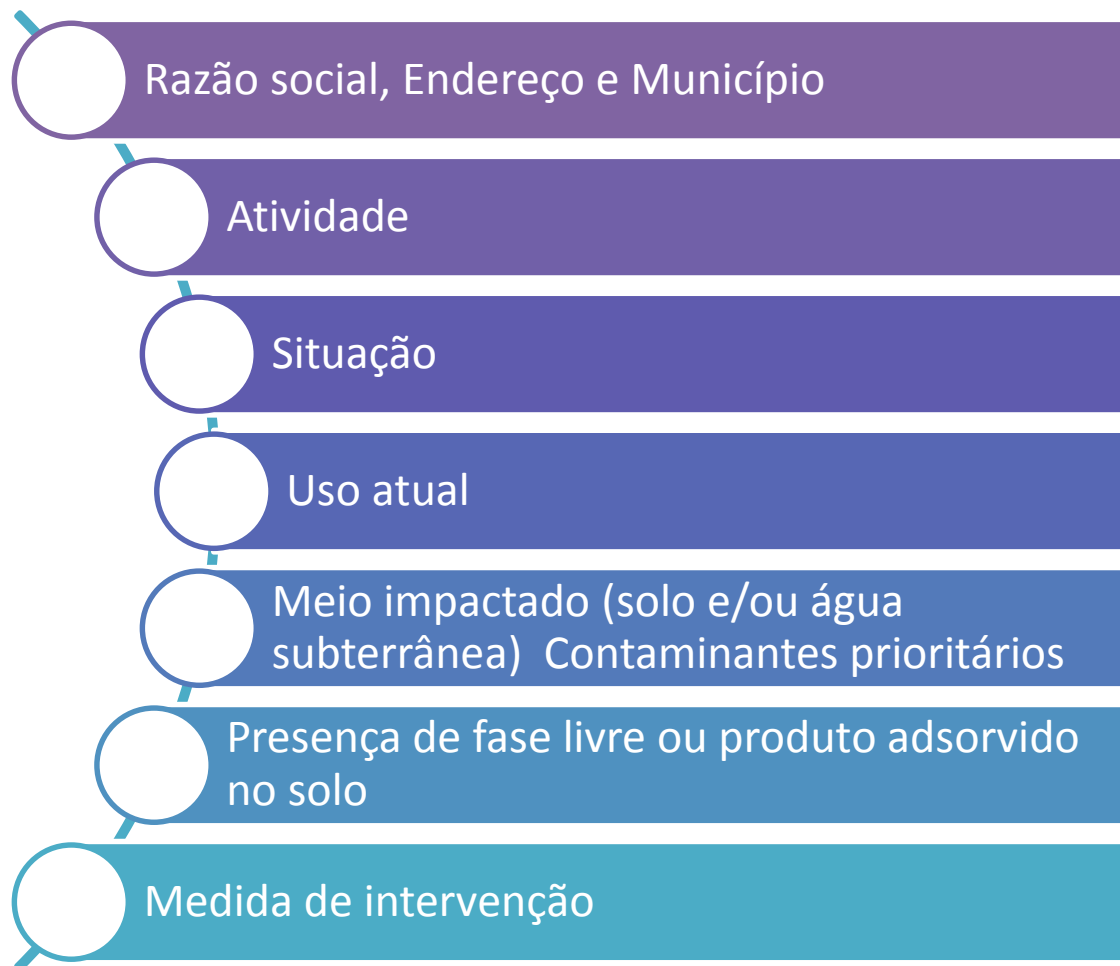 Razão social, Endereço e Município
Atividade
Situação
Uso atual
Meio impactado (solo e/ou água
subterrânea)  Contaminantes prioritários
Presença de fase livre ou produto adsorvido
no solo
Medida de intervenção